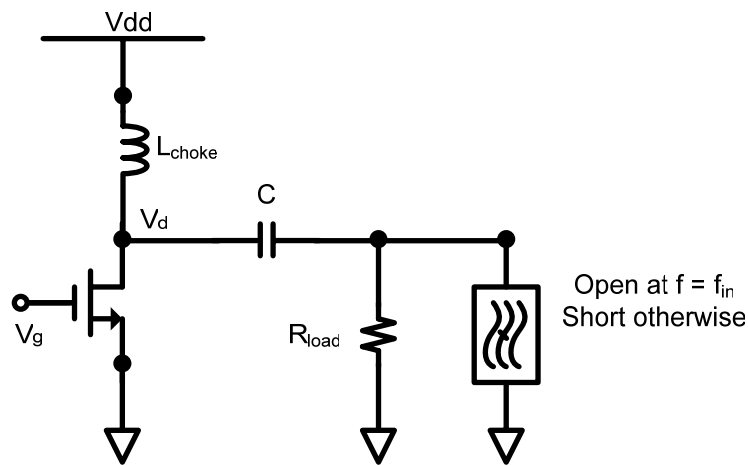 Vdd
Lchoke
C
Vd
Vg
Rload
Open at f = fin
Short otherwise